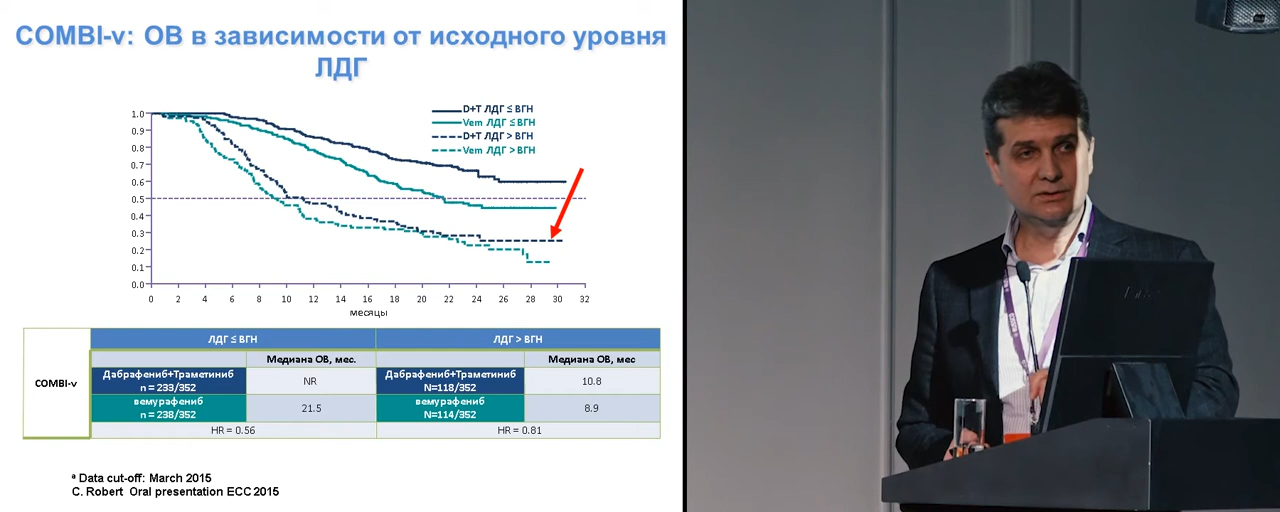 COMBI-v: ОВ в зависимости от исходного уровня
ЛДГ
D+T ЛДГ ≤ ВГН
Vem ЛДГ ≤ ВГН
D+T ЛДГ > ВГН
Vem ЛДГ > ВГН
1.0
0.9
0.8
0.7
0.6
0.5
0.4
0.3
0.2
0.1
0.0
0 2 4 6 8 10 12 14 16 18 20 22 24 26 28 30 32
месяцы
ЛДГ ≤ ВГН ЛДГ > ВГН
Медиана ОВ, мес. Медиана ОВ, мес
COMBI-v
Дабрафениб+Траметиниб
n = 233/352
NR
Дабрафениб+Траметиниб
N=118/352
10.8
вемурафениб
n = 238/352
21.5
вемурафениб
N=114/352
8.9
HR = 0.56 HR = 0.81
ª Data cut-off: March 2015
C. Robert Oral presentation ECC 2015